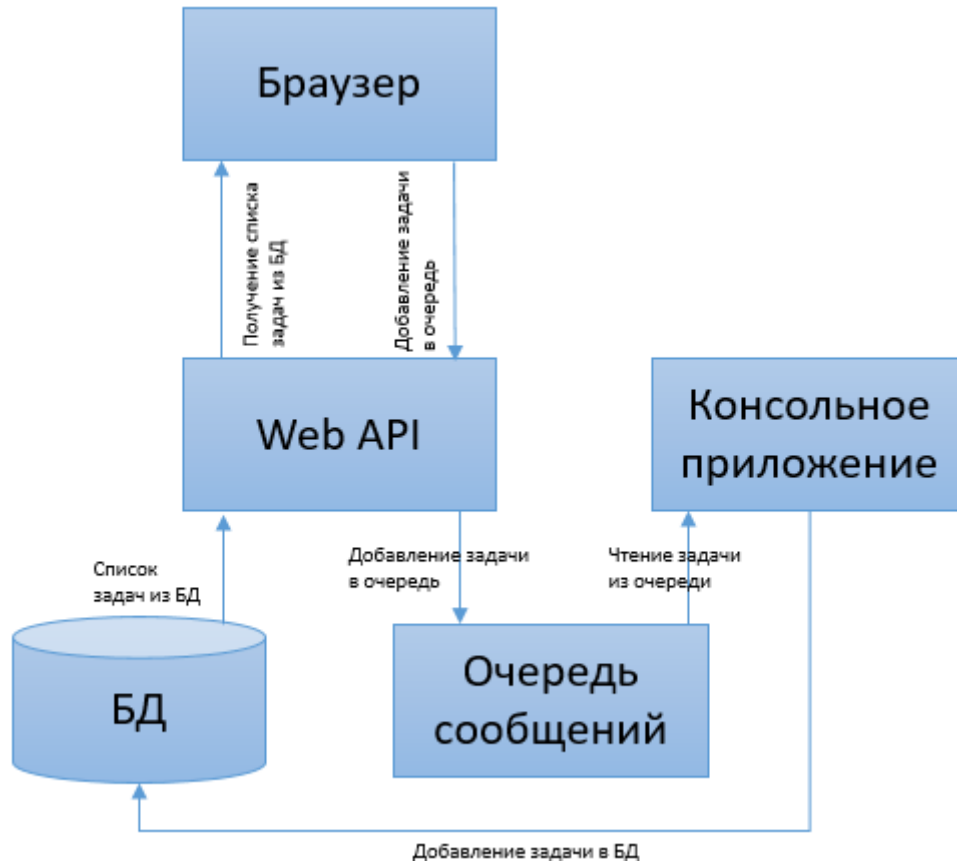 Браузер
Получение списка
задач из БД
Добавление задачи
в очередь
Web API
Консольное
приложение
Список
задач из БД
Добавление задачи
в очередь
Чтение задачи
из очереди
БД
Очередь
сообщений
Добавление задачи в БД